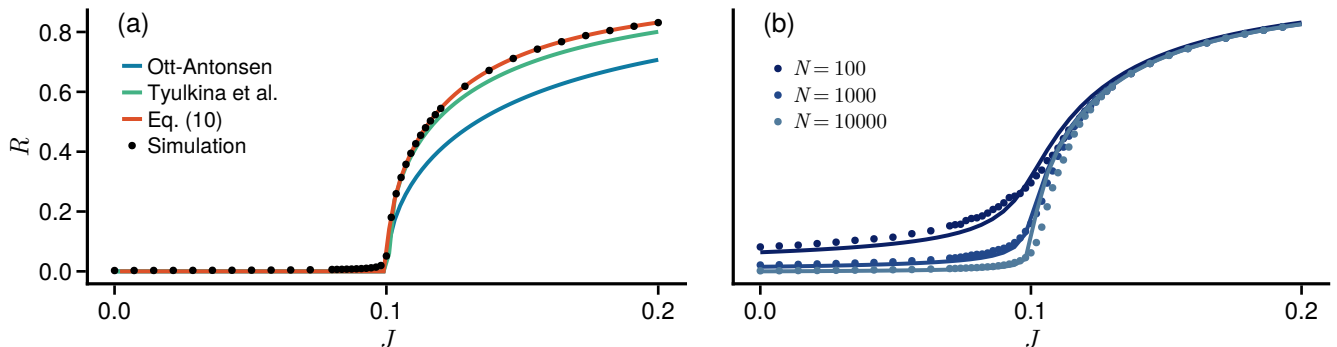 (a)
Ott-Antonsen
Tyulkina et al.
Eq. (10)
Simulation
R
0.8
0.6
0.4
0.2
0.0
0.0 0.1 0.2
J
(b)
N = 100
N = 1000
N = 10000
0.0 0.1 0.2
J